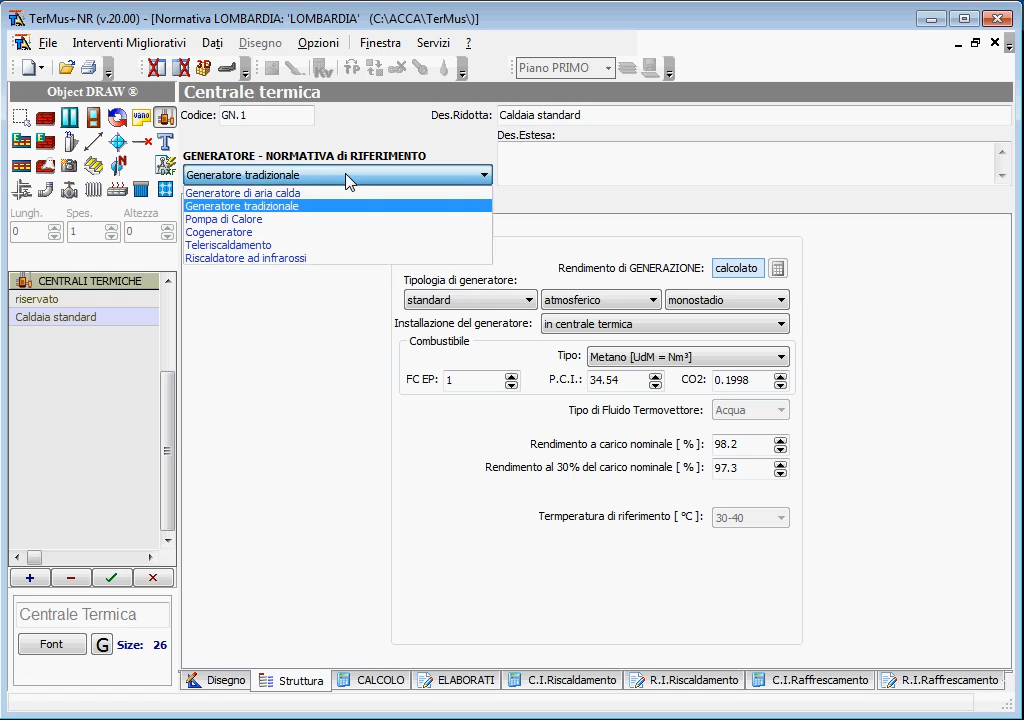 TerMus+NR (v.20.00) - [Normativa LOMBARDIA: 'LOMBARDIA'   (C:\ACCA\TerMus\)]
File Interventi Migliorativi Dati Disegno Opzioni Finestra Servizi ?
3D Kv Piano PRIMO
Object DRAW ® Centrale termica
Codice: GN.1 Des.Ridotta: Caldaia standard
Des.Estesa:
vano
T
DXF
GENERATORE - NORMATIVA di RIFERIMENTO
Generatore tradizionale
Generatore di aria calda
Generatore tradizionale
Pompa di Calore
Cogeneratore
Teleriscaldamento
Riscaldatore ad infrarossi
Lungh. Spes. Altezza
0 1 0
CENTRALI TERMICHE
riservato
Caldaia standard
Rendimento di GENERAZIONE: calcolato
Tipologia di generatore:
standard atmosferico monostadio
Installazione del generatore: in centrale termica
Combustibile
Tipo: Metano [UdM = Nm³]
FC EP: 1 P.C.I.: 34.54 CO2: 0.1998
Tipo di Fluido Termovettore: Acqua
Rendimento a carico nominale [ % ]: 98.2
Rendimento al 30% del carico nominale [ % ]: 97.3
Termperatura di riferimento [ °C ]: 30-40
Centrale Termica
Font G Size: 26
Disegno Struttura CALCOLO ELABORATI C.I.Riscaldamento R.I.Riscaldamento C.I.Raffrescamento R.I.Raffrescamento